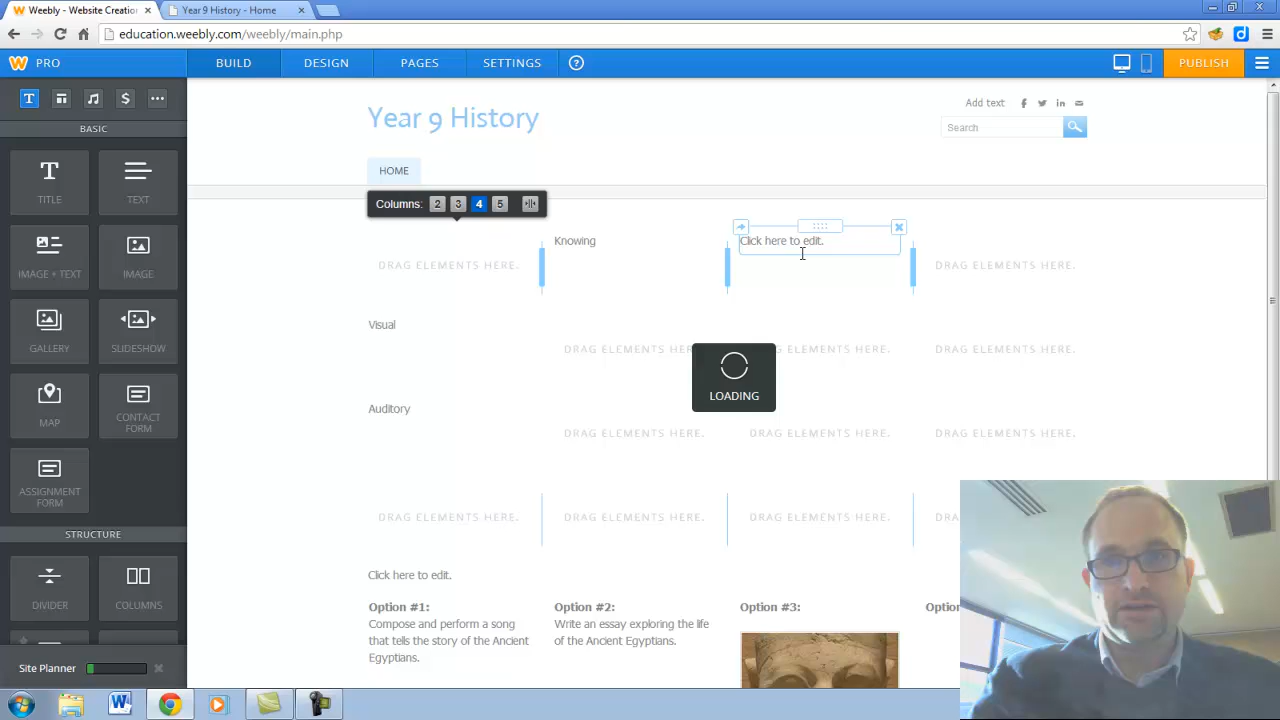 Weebly - Website Creation
Year 9 History - Home
education.weebly.com/weebly/main.php
PRO
BUILD
DESIGN
PAGES
SETTINGS
?
PUBLISH
BASIC
TITLE
TEXT
IMAGE + TEXT
IMAGE
GALLERY
SLIDESHOW
MAP
CONTACT
FORM
ASSIGNMENT
FORM
STRUCTURE
DIVIDER
COLUMNS
Site Planner
Year 9 History
Add text
Search
HOME
Columns: 2 3 4 5
DRAG ELEMENTS HERE.
Knowing
Click here to edit.
DRAG ELEMENTS HERE.
Visual
DRAG ELEMENTS HERE.
DRAG ELEMENTS HERE.
DRAG ELEMENTS HERE.
LOADING
Auditory
DRAG ELEMENTS HERE.
DRAG ELEMENTS HERE.
DRAG ELEMENTS HERE.
DRAG ELEMENTS HERE.
DRAG ELEMENTS HERE.
DRAG ELEMENTS HERE.
Click here to edit.
Option #1:
Compose and perform a song
that tells the story of the Ancient
Egyptians.
Option #2:
Write an essay exploring the life
of the Ancient Egyptians.
Option #3: